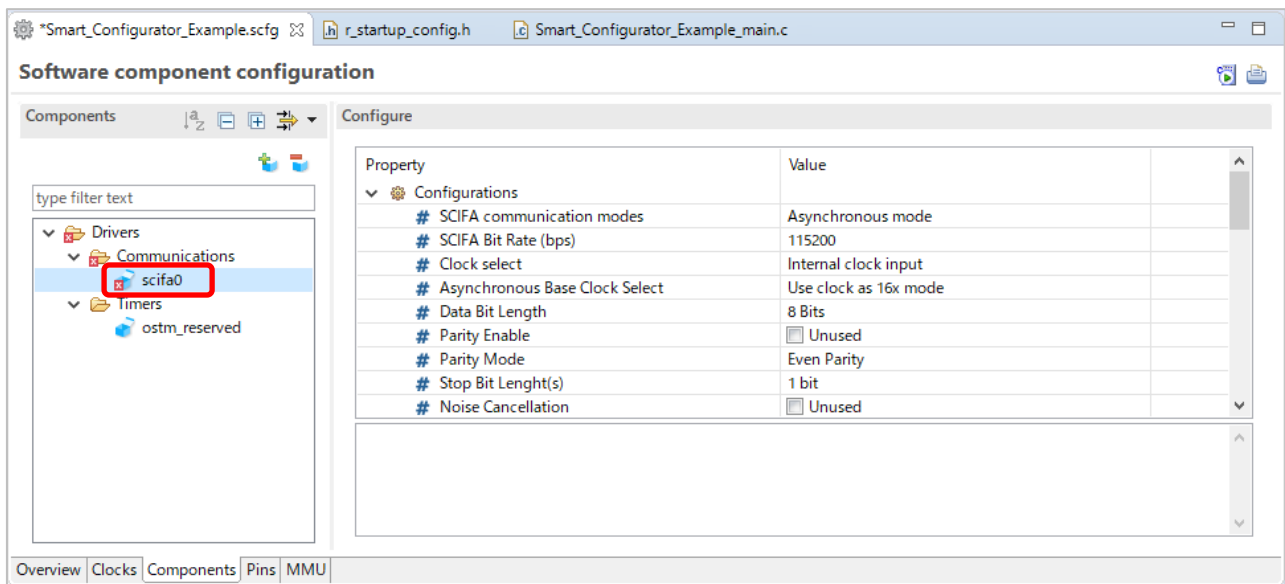 *Smart_Configurator_Example.scfg r_startup_config.h Smart_Configurator_Example_main.c
Software component configuration
Components
Configure
type filter text
Drivers
Communications
scifa0
Timers
ostm_reserved
Property Value
Configurations
SCIFA communication modes Asynchronous mode
SCIFA Bit Rate (bps) 115200
Clock select Internal clock input
Asynchronous Base Clock Select Use clock as 16x mode
Data Bit Length 8 Bits
Parity Enable Unused
Parity Mode Even Parity
Stop Bit Lenght(s) 1 bit
Noise Cancellation Unused
Overview Clocks Components Pins MMU